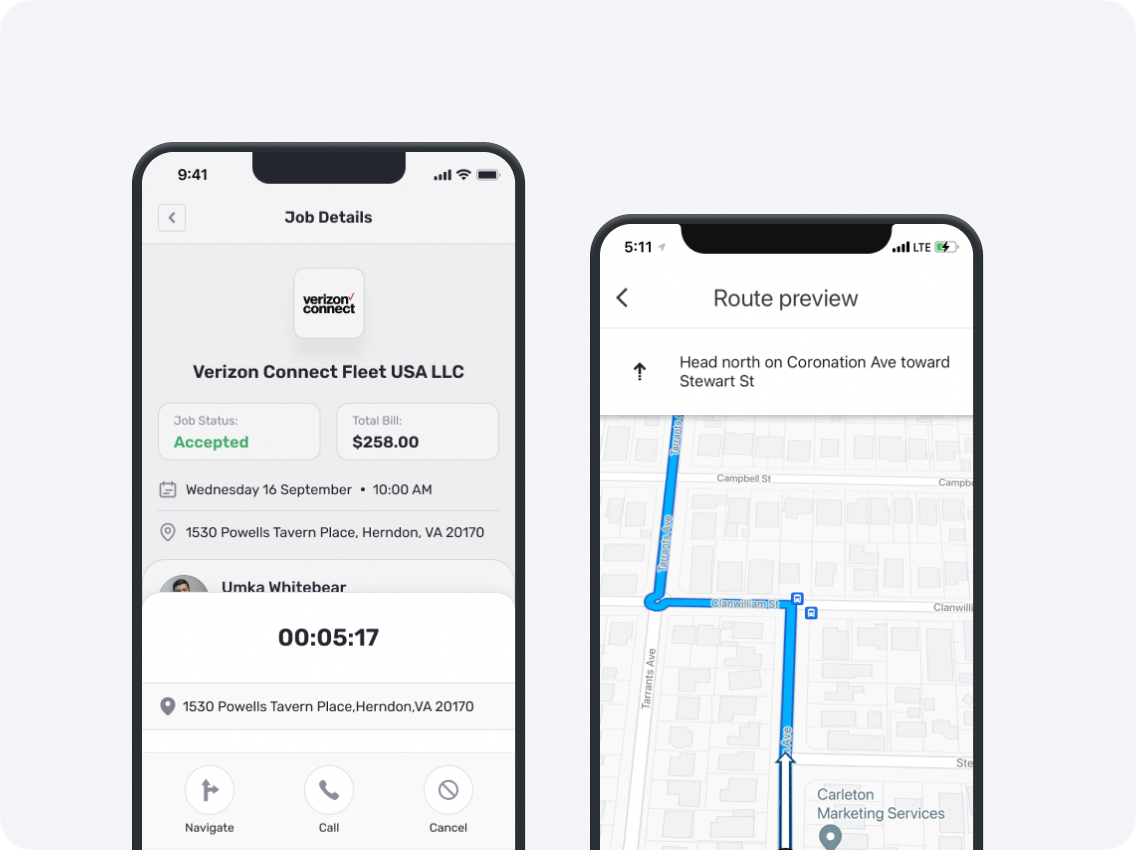 9:41
Job Details
verizon
connect
Verizon Connect Fleet USA LLC
Job Status:
Accepted
Total Bill:
$258.00
Wednesday 16 September • 10:00 AM
1530 Powells Tavern Place, Herndon, VA 20170
Umka Whitebear
00:05:17
1530 Powells Tavern Place,Herndon,VA 20170
Navigate
Call
Cancel
5:11
LTE
Route preview
Head north on Coronation Ave toward
Stewart St
Tarrants Ave
Campbell St
Campbe
Tarrants Ave
Clanwilliam St
Clanwilli
Tarrants Ave
Ave
Ste
Carleton
Marketing Services